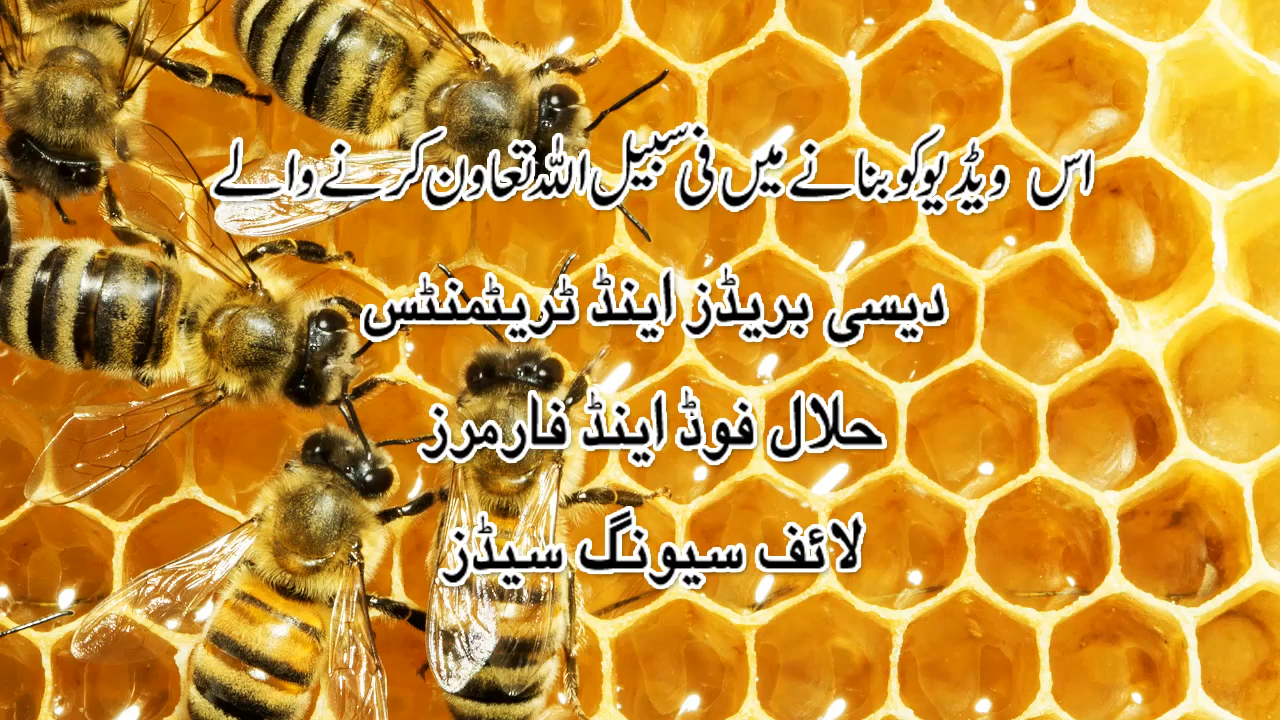 اس ویڈیو کو بنانے میں فی سبیل اللہ تعاون کرنے والے
دیسی بریڈز اینڈ ٹریٹمنٹس
حلال فوڈ اینڈ فارمرز
لائف سیونگ سیڈز